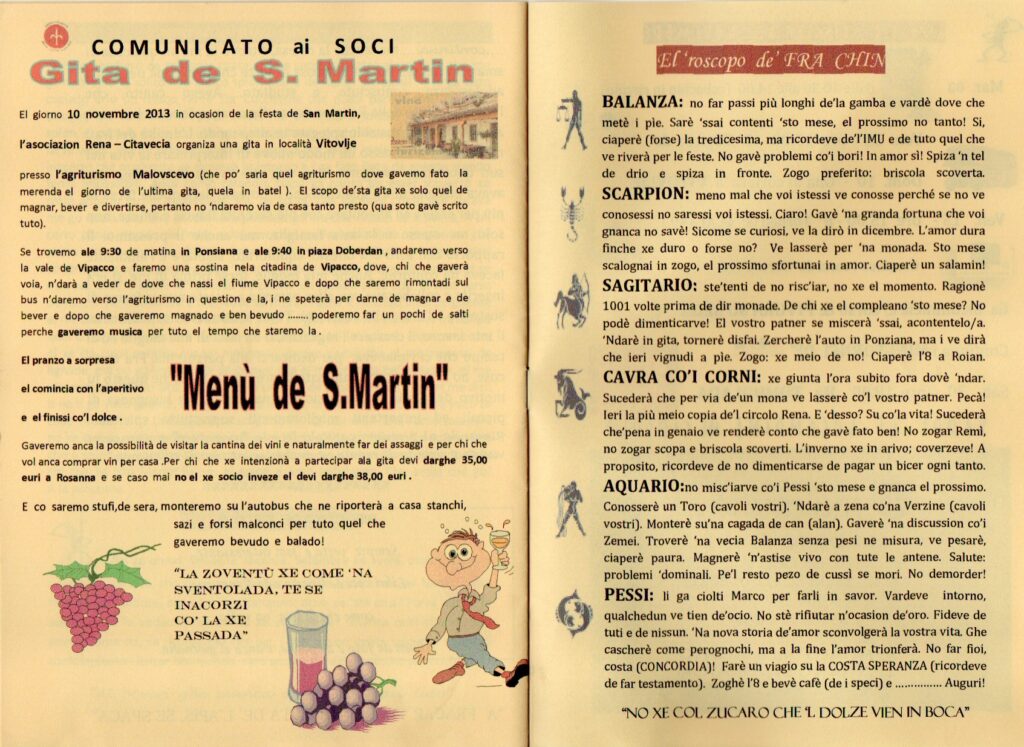 COMUNICATO ai SOCI
Gita de S. Martin
El giorno 10 novembre 2013 in ocasion de la festa de San Martin,
l'asociazion Rena – Citavecia organiza una gita in località Vitovlje
presso l'agriturismo Malovscevo (che po' saria quel agriturismo dove gavemo fato la
merenda el giorno de l'ultima gita, quela in batel ). El scopo de'sta gita xe solo quel de
magnar, bever e divertirse, pertanto no 'ndaremo via de casa tanto presto (qua soto gavè scrito
tuto).
Se trovemo ale 9:30 de matina in Ponsiana e ale 9:40 in piaza Doberdan , andaremo verso
la vale de Vipacco e faremo una sostina nela citadina de Vipacco, dove, chi che gaverà
voia, n'darà a veder de dove che nassi el fiume Vipacco e dopo che saremo rimontadi sul
bus n'daremo verso l'agriturism in question e la, i ne speterà per darne de magnar e de
bever e dopo che gaveremo magnado e ben bevudo ........ poderemo far un pochi de salti
perche gaveremo musica per tuto el tempo che staremo la .
El pranzo a sorpresa
el comincia con l'aperitivo
"Menù de S.Martin"
e el finissi co'l dolce .
Gaveremo anca la possibilità de visitar la cantina dei vini e naturalmente far dei assaggi e per chi che
vol anca comprar vin per casa .Per chi che xe intenzionà a partecipar ala gita devi darghe 35,00
euri a Rosanna e se caso mai no el xe socio inveze el devi darghe 38,00 euri .
E co saremo stufi,de sera, monteremo su l'autobus che ne riporterà a casa stanchi,
sazi e forsi malconci per tuto quel che
gaveremo bevudo e balado!
"LA ZOVENTÙ XE COME 'NA
SVENTOLADA, TE SE
INACORZI
CO' LA XE
PASSADA"
El 'roscopo de' FRA CHIN
BALANZA: no far passi più longhi de'la gamba e vardè dove che
metè i pìe. Sarè 'ssai contenti 'sto mese, el prossimo no tanto! Si,
ciaperè (forse) la tredicesima, ma ricordeve de'l'IMU e de tuto quel che
ve riverà per le feste. No gavè problemi co'i bori! In amor sì! Spiza 'n tel
de drio e spiza in fronte. Zogo preferito: briscola scoverta.
SCARPION: meno mal che voi istessi ve conosse perché se no ve
conosessi no saressi voi istessi. Ciaro! Gavè 'na granda fortuna che voi
gnanca no savè! Sicome se curiosi, ve la dirò in dicembre. L'amor dura
finche xe duro o forse no? Ve lasserè per 'na monada. Sto mese
scalognai in zogo, el prossimo sfortunai in amor. Ciaperè un salamin!
SAGITARIO: ste'tenti de no risc'iar, no xe el momento. Ragionè
1001 volte prima de dir monade. De chi xe el compleano 'sto mese? No
podè dimenticarve! El vostro patner se miscerà 'ssai, acontentelo/a.
'Ndarè in gita, tornerè disfai. Zercherè l'auto in Ponziana, ma i ve dirà
che ieri vignudi a pìe. Zogo: xe meio de no! Ciaperè l'8 a Roian.
CAVRA CO'I CORNI: xe giunta l'ora subito fora dovè 'ndar.
Sucederà che per via de'un mona ve lasserè co'l vostro patner. Pecà!
Ieri la più meio copia de'l circolo Rena. E 'desso? Su co'la vita! Sucederà
che'pena in genaio ve renderè conto che gavè fato ben! No zogar Remì,
no zogar scopa e briscola scoverti. L'inverno xe in arivo; coverzeve! A
proposito, ricordeve de no dimenticarse de pagar un bicer ogni tanto.
AQUARIO:no misc'iarve co'i Pessi 'sto mese e gnanca el prossimo.
Conosserè un Toro (cavoli vostri). 'Ndarè a zena co'na Verzine (cavoli
vostri). Monterè su'na cagada de can (alan). Gaverè 'na discussion co'i
Zemei. Troverè 'na vecia Balanza senza pesi ne misura, ve pesarè,
ciaperè paura. Magnerè 'n'astise vivo con tute le antene. Salute:
problemi 'dominali. Pe'l resto pezo de cussì se mori. No demorder!
PESSI: li ga ciolti Marco per farli in savor. Vardeve intorno,
qualchedun ve tien de'ocio. No stè rifiutar n'ocasion de'oro. Fideve de
tuti e de nissun. 'Na nova storia de'amor sconvolgerà la vostra vita. Ghe
cascherè come perognochi, ma a la fine l'amor trionferà. No far fioi,
costa (CONCORDIA)! Farè un viagio su la COSTA SPERANZA (ricordeve
de far testamento). Zoghè l'8 e bevè cafè (de i speci) e ............... Auguri!
"NO XE COL ZUCARO CHE 'L DOLZE VIEN IN BOCA"